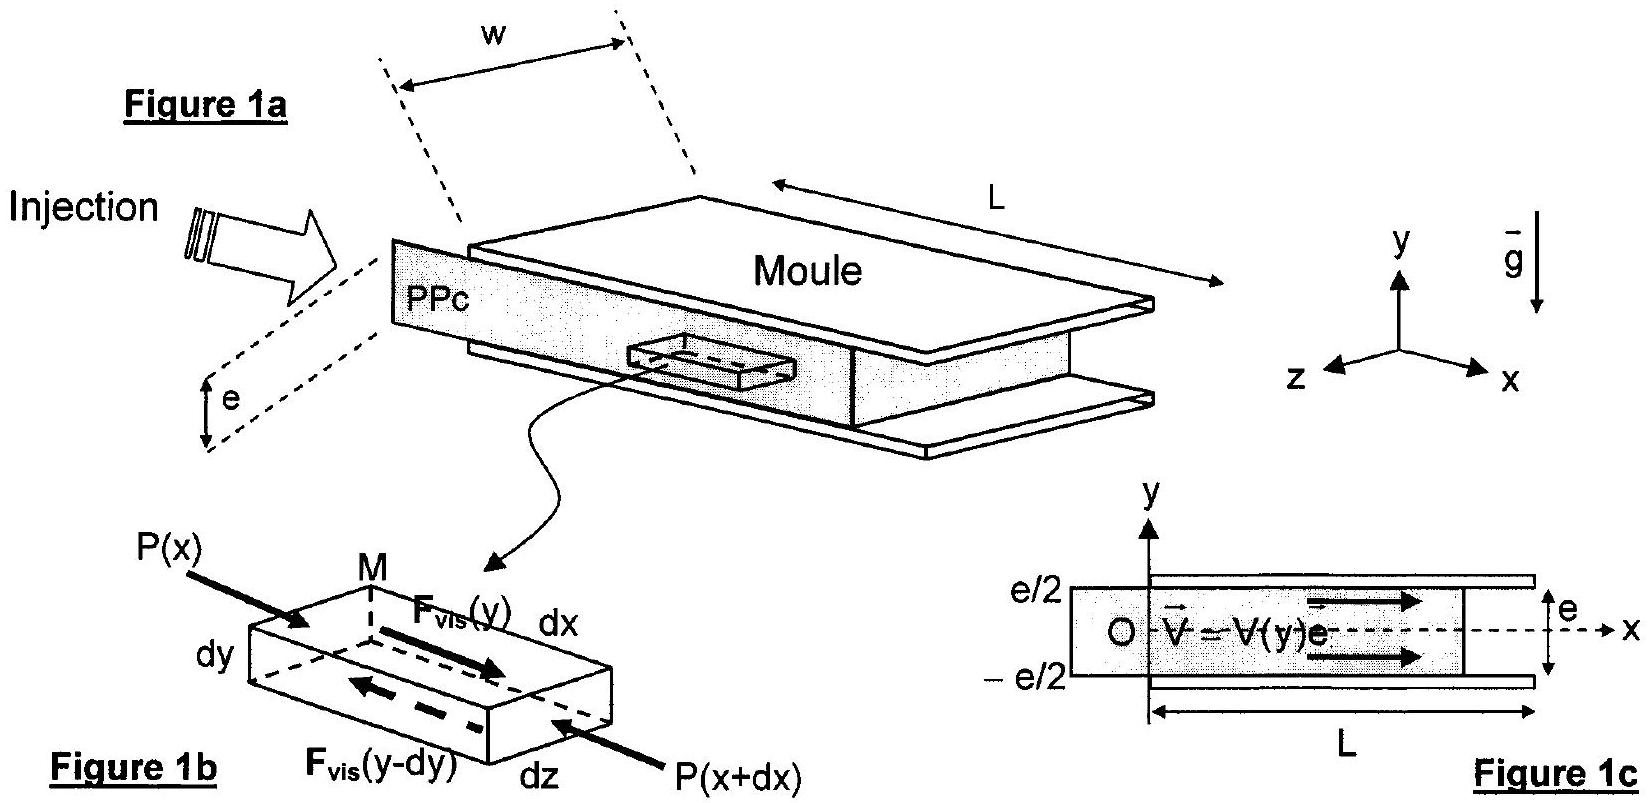 w
Figure 1a
Injection
L
Moule
PPc
e
y
g
z
x
P(x)
M
Fvis(y)
dx
dy
Fvis(y-dy)
dz
P(x+dx)
Figure 1b
y
e/2
O
V = V(y)e
e
x
– e/2
L
Figure 1c